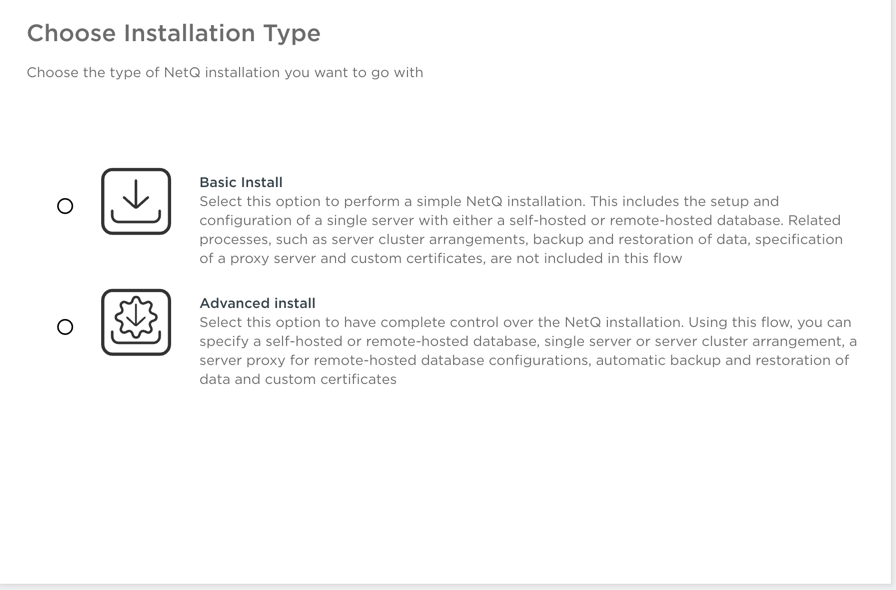 Choose Installation Type
Choose the type of NetQ installation you want to go with
Basic Install
Select this option to perform a simple NetQ installation. This includes the setup and
configuration of a single server with either a self-hosted or remote-hosted database. Related
processes, such as server cluster arrangements, backup and restoration of data, specification
of a proxy server and custom certificates, are not included in this flow
Advanced install
Select this option to have complete control over the NetQ installation. Using this flow, you can
specify a self-hosted or remote-hosted database, single server or server cluster arrangement, a
server proxy for remote-hosted database configurations, automatic backup and restoration of
data and custom certificates